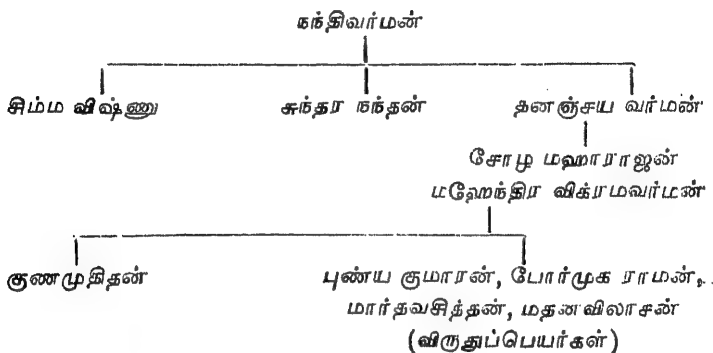 நந்திவர்மன்
சிம்ம விஷ்ணு சுந்தர நந்தன் தனஞ்சய வர்மன்
சோழ மஹாராஜன்
மஹேந்திர விக்ரமவர்மன்
குணமுதிதன் புண்ய குமாரன், போர்முக ராமன்,
மார்தவசித்தன், மதனவிலாசன்
(விருதுப்பெயர்கள்)